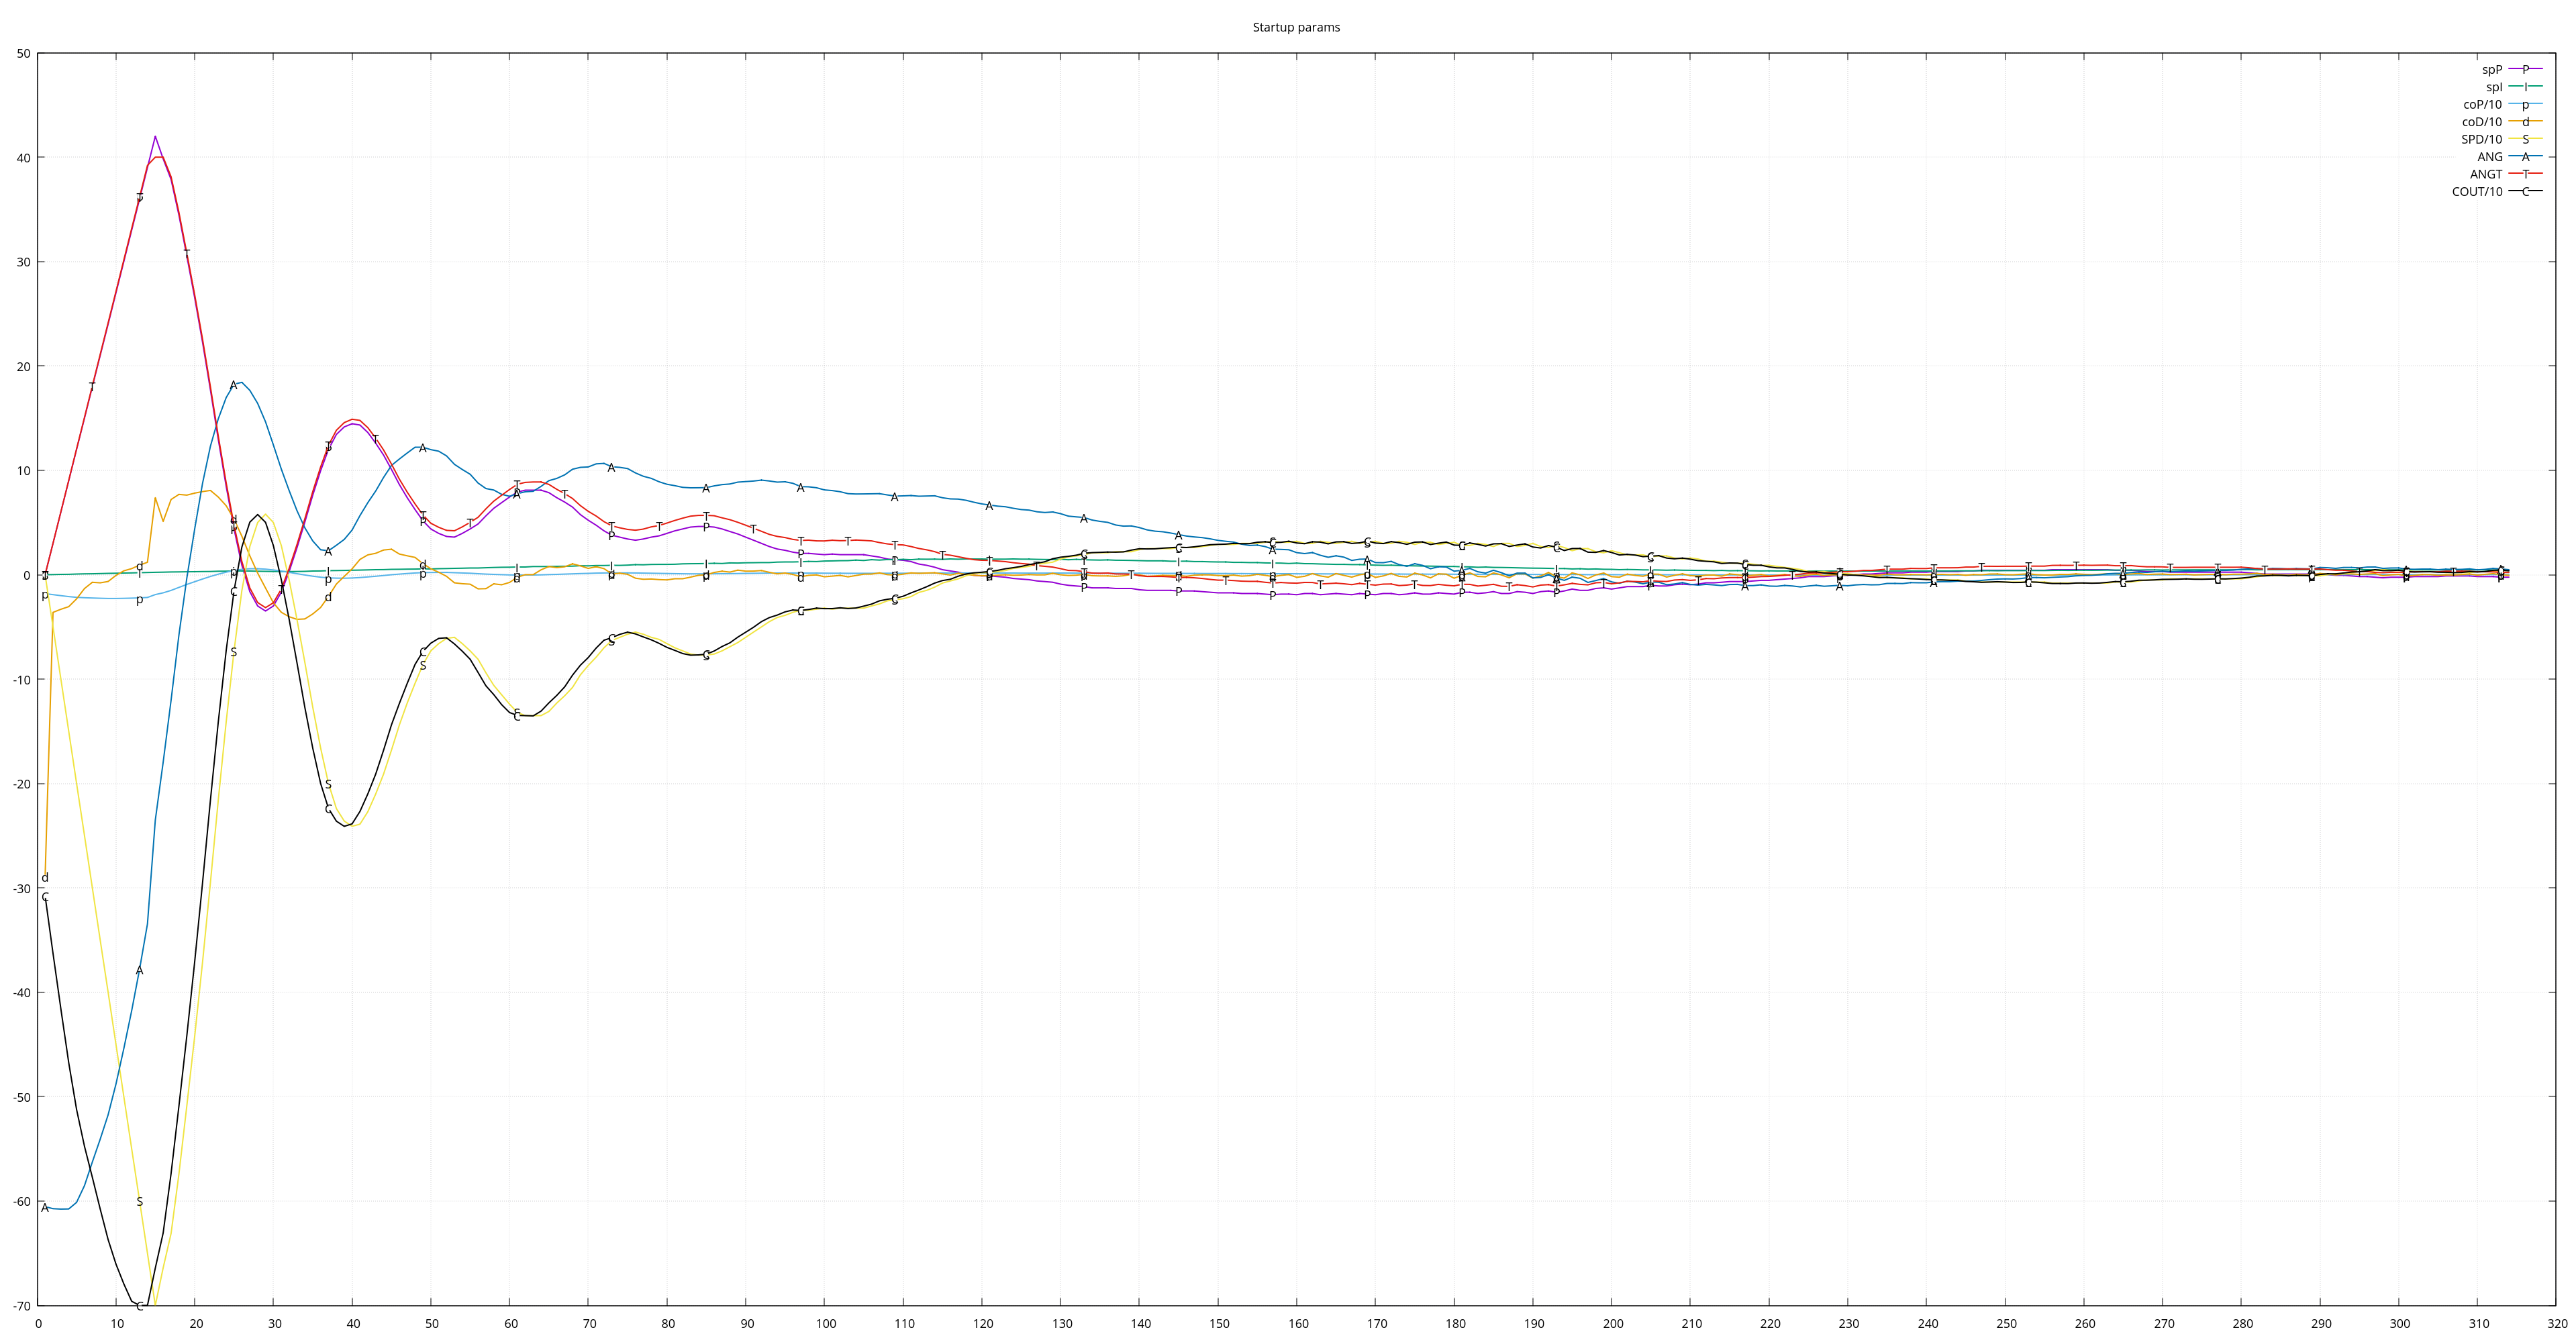 Startup params
50
40
30
20
10
0
-10
-20
-30
-40
-50
-60
-70
spP P
spI I
coP/10 p
coD/10 d
SPD/10 S
ANG A
ANGT T
COUT/10 C
0 10 20 30 40 50 60 70 80 90 100 110 120 130 140 150 160 170 180 190 200 210 220 230 240 250 260 270 280 290 300 310 320